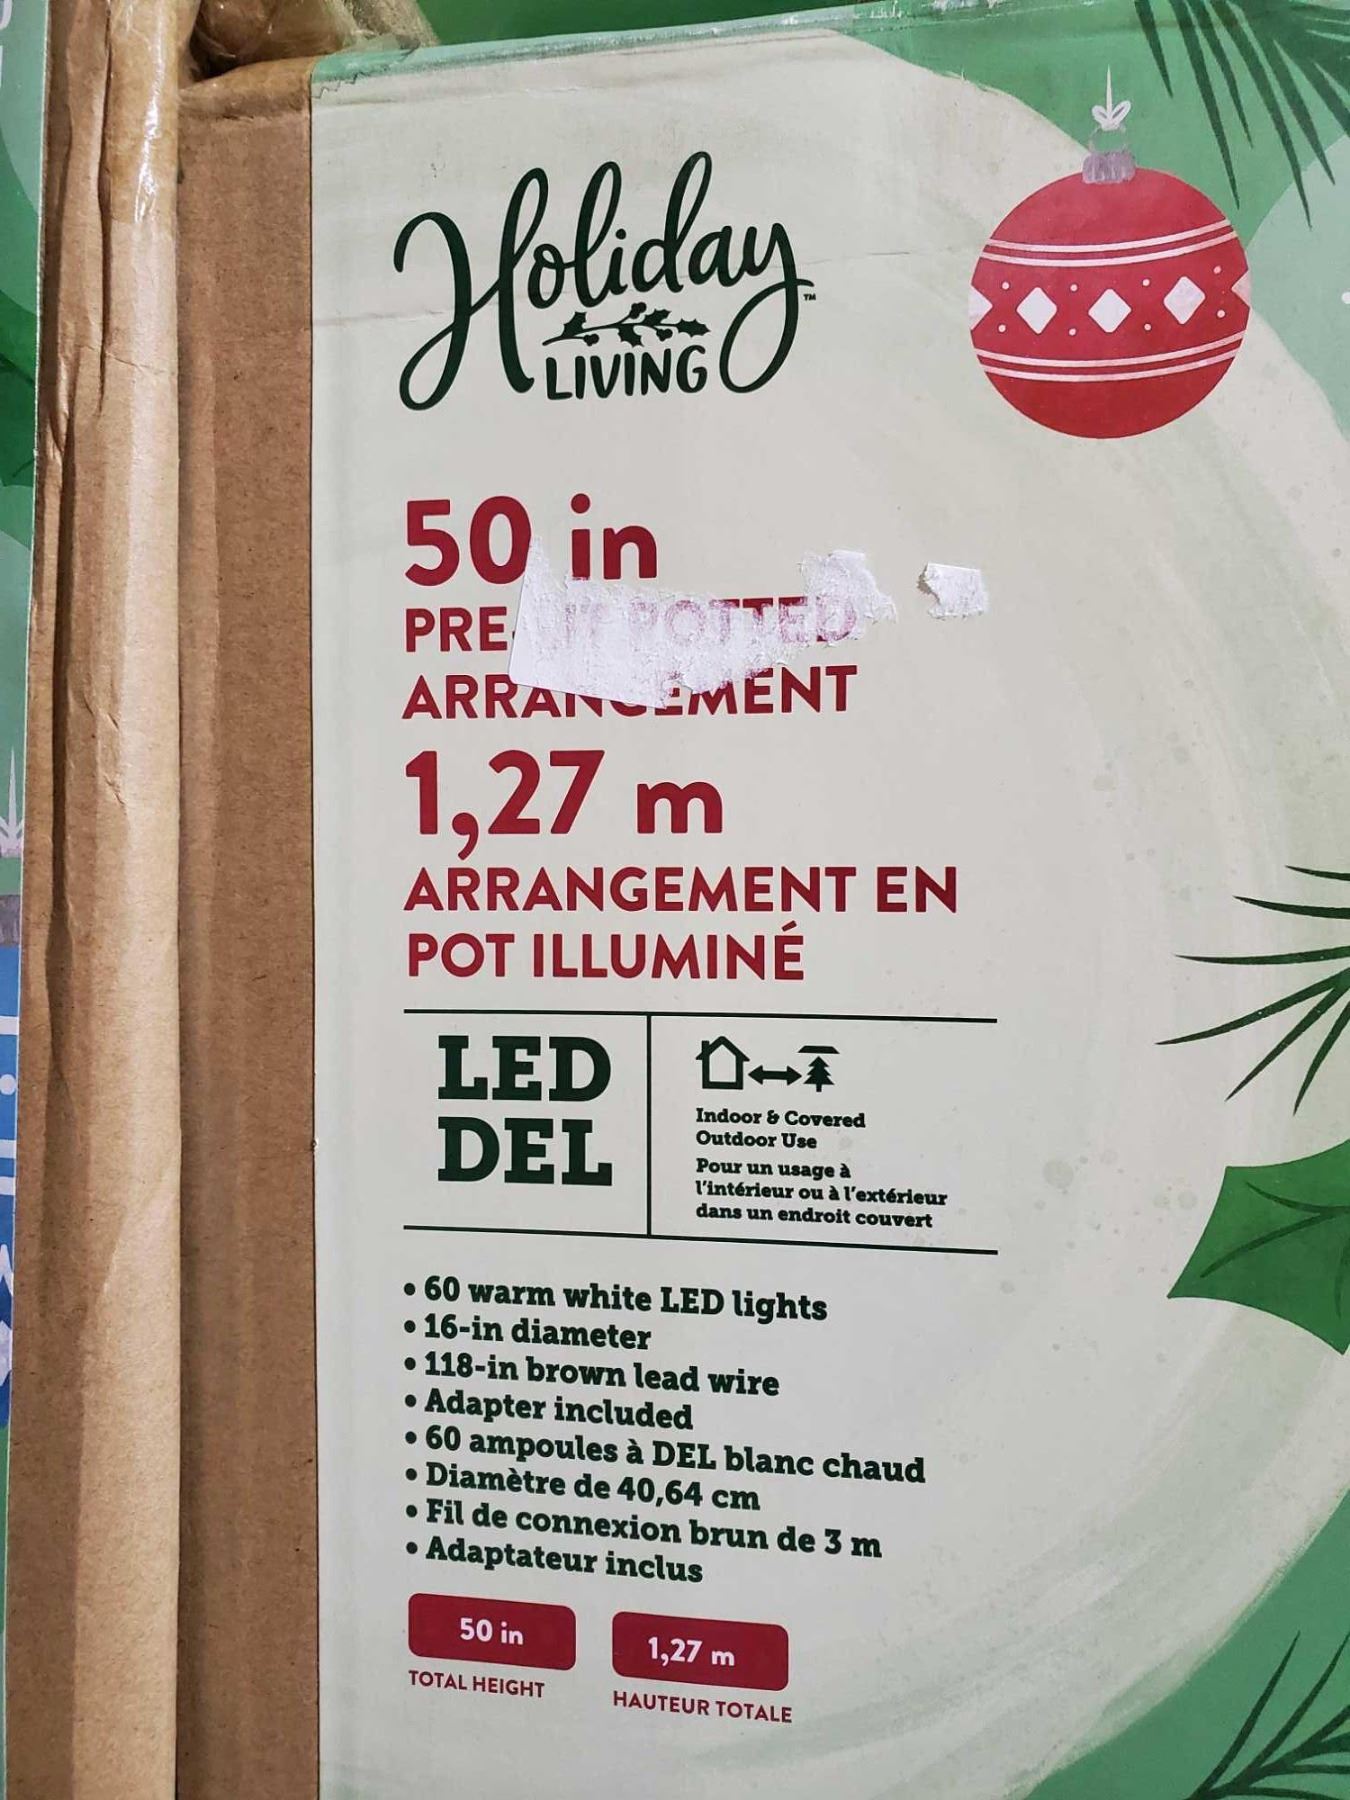 Holiday
LIVING
™
50 in
PRE-LIT POTTED
ARRANGEMENT
1,27 m
ARRANGEMENT EN
POT ILLUMINÉ
LED
DEL
Indoor & Covered
Outdoor Use
Pour un usage à
l'intérieur ou à l'extérieur
dans un endroit couvert
• 60 warm white LED lights
• 16-in diameter
• 118-in brown lead wire
• Adapter included
• 60 ampoules à DEL blanc chaud
• Diamètre de 40,64 cm
• Fil de connexion brun de 3 m
• Adaptateur inclus
50 in
TOTAL HEIGHT
1,27 m
HAUTEUR TOTALE